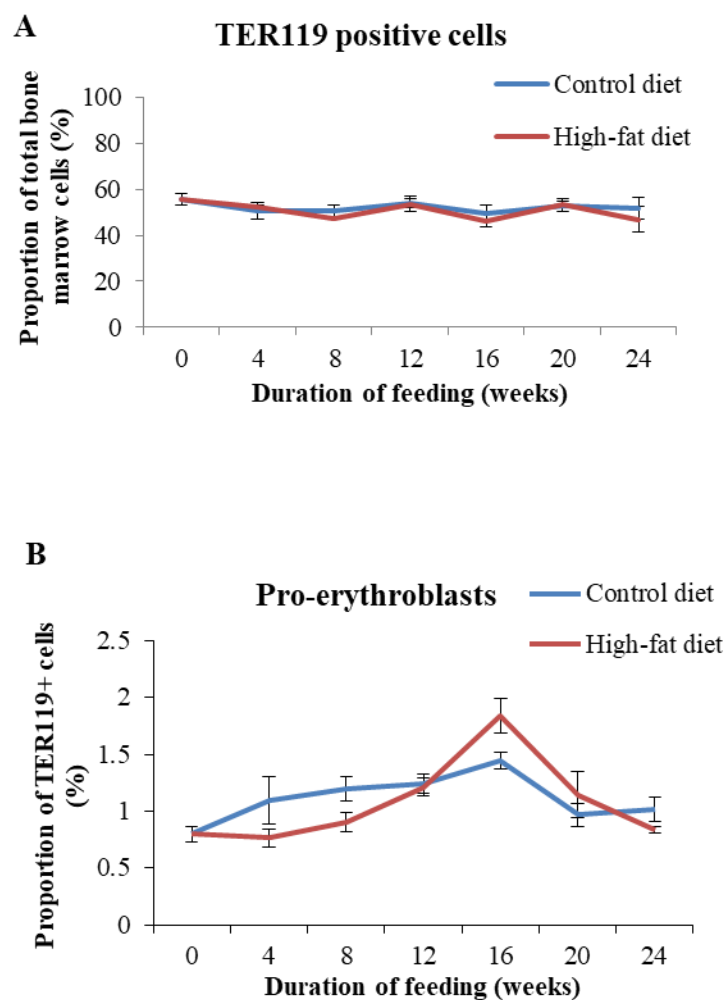 A
TER119 positive cells
Control diet
High-fat diet
Proportion of total bone
marrow cells (%)
100
80
60
40
20
0
0 4 8 12 16 20 24
Duration of feeding (weeks)
B
Pro-erythroblasts
Control diet
High-fat diet
Proportion of TER119+ cells
(%)
2.5
2
1.5
1
0.5
0
0 4 8 12 16 20 24
Duration of feeding (weeks)